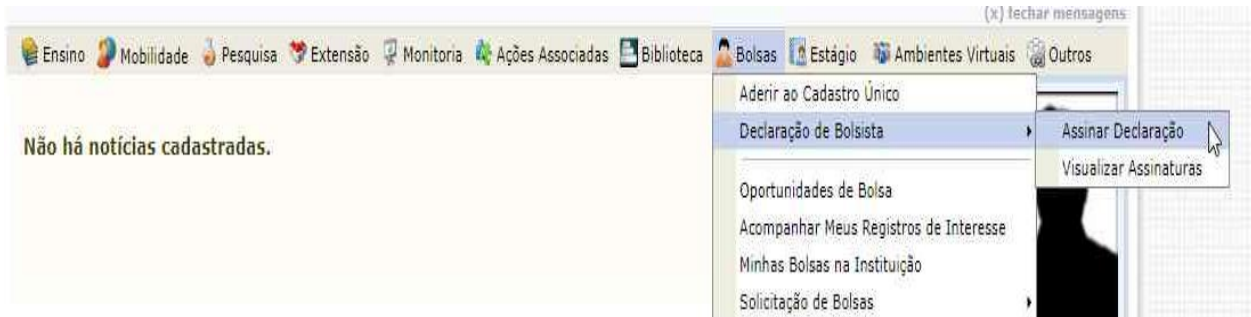 (x) fechar mensagens
Ensino Mobilidade Pesquisa Extensão Monitoria Ações Associadas Biblioteca Bolsas Estágio Ambientes Virtuais Outros
Aderir ao Cadastro Único
Declaração de Bolsista Assinar Declaração
Não há notícias cadastradas.
Visualizar Assinaturas
Oportunidades de Bolsa
Acompanhar Meus Registros de Interesse
Minhas Bolsas na Instituição
Solicitação de Bolsas